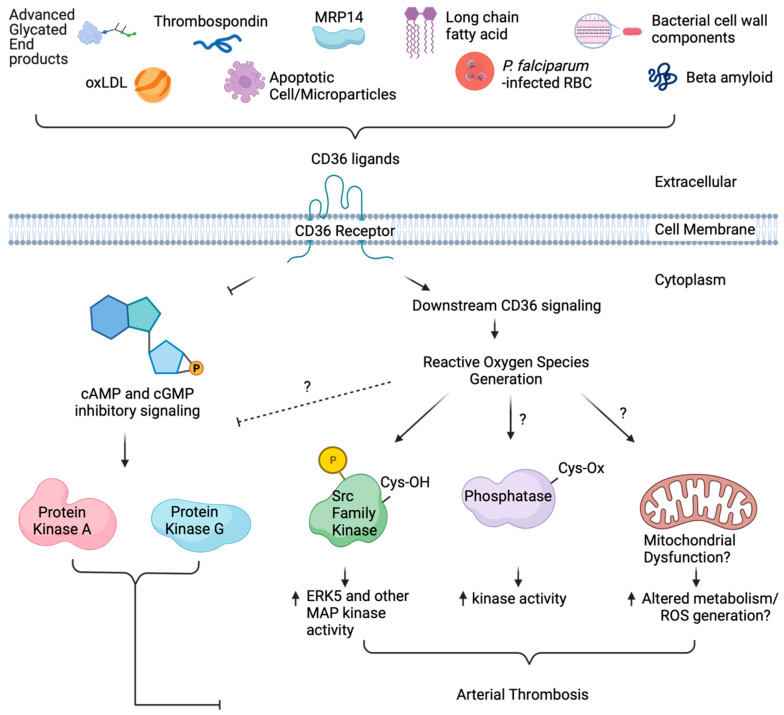 Advanced
Glycated
End
products
Thrombospondin
MRP14
Long chain
fatty acid
Bacterial cell wall
components
oxLDL
Apoptotic
Cell/Microparticles
P. falciparum
-infected RBC
Beta amyloid
CD36 ligands
Extracellular
CD36 Receptor
Cell Membrane
Cytoplasm
Downstream CD36 signaling
P
Reactive Oxygen Species
Generation
cAMP and cGMP
inhibitory signaling
?
?
?
P
Cys-OH
Cys-Ox
Protein
Kinase A
Protein
Kinase G
Src
Family
Kinase
Phosphatase
Mitochondrial
Dysfunction?
ERK5 and other
MAP kinase
activity
kinase activity
Altered metabolism/
ROS generation?
Arterial Thrombosis